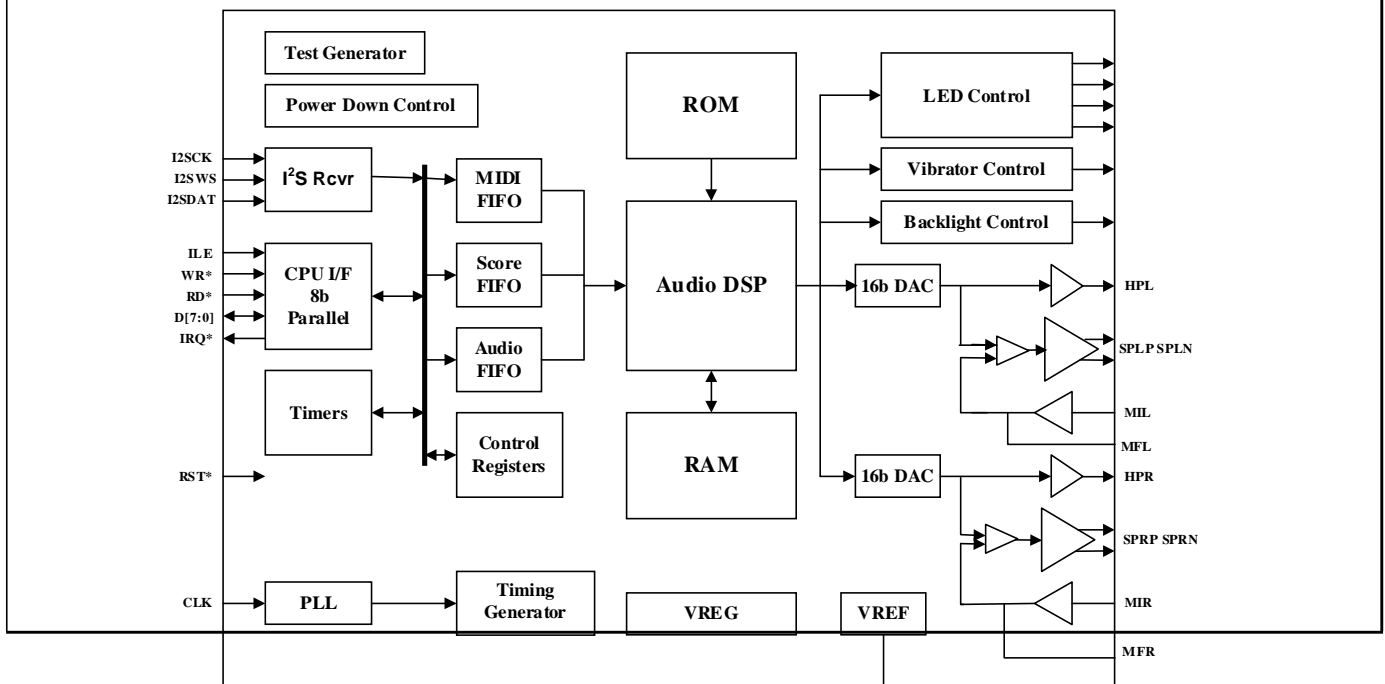 Test Generator
Power Down Control
ROM
LED Control
I2SCK
I2SWS
I2SDAT
I²S Rcvr
MIDI
FIFO
Vibrator Control
Backlight Control
ILE
WR*
RD*
D[7:0]
IRQ*
CPU I/F
8b
Parallel
Score
FIFO
Audio DSP
16b DAC
HPL
SPLP SPLN
Audio
FIFO
Timers
MIL
MFL
Control
Registers
RAM
RST*
16b DAC
HPR
SPRP SPRN
CLK
PLL
Timing
Generator
VREG
VREF
MIR
MFR